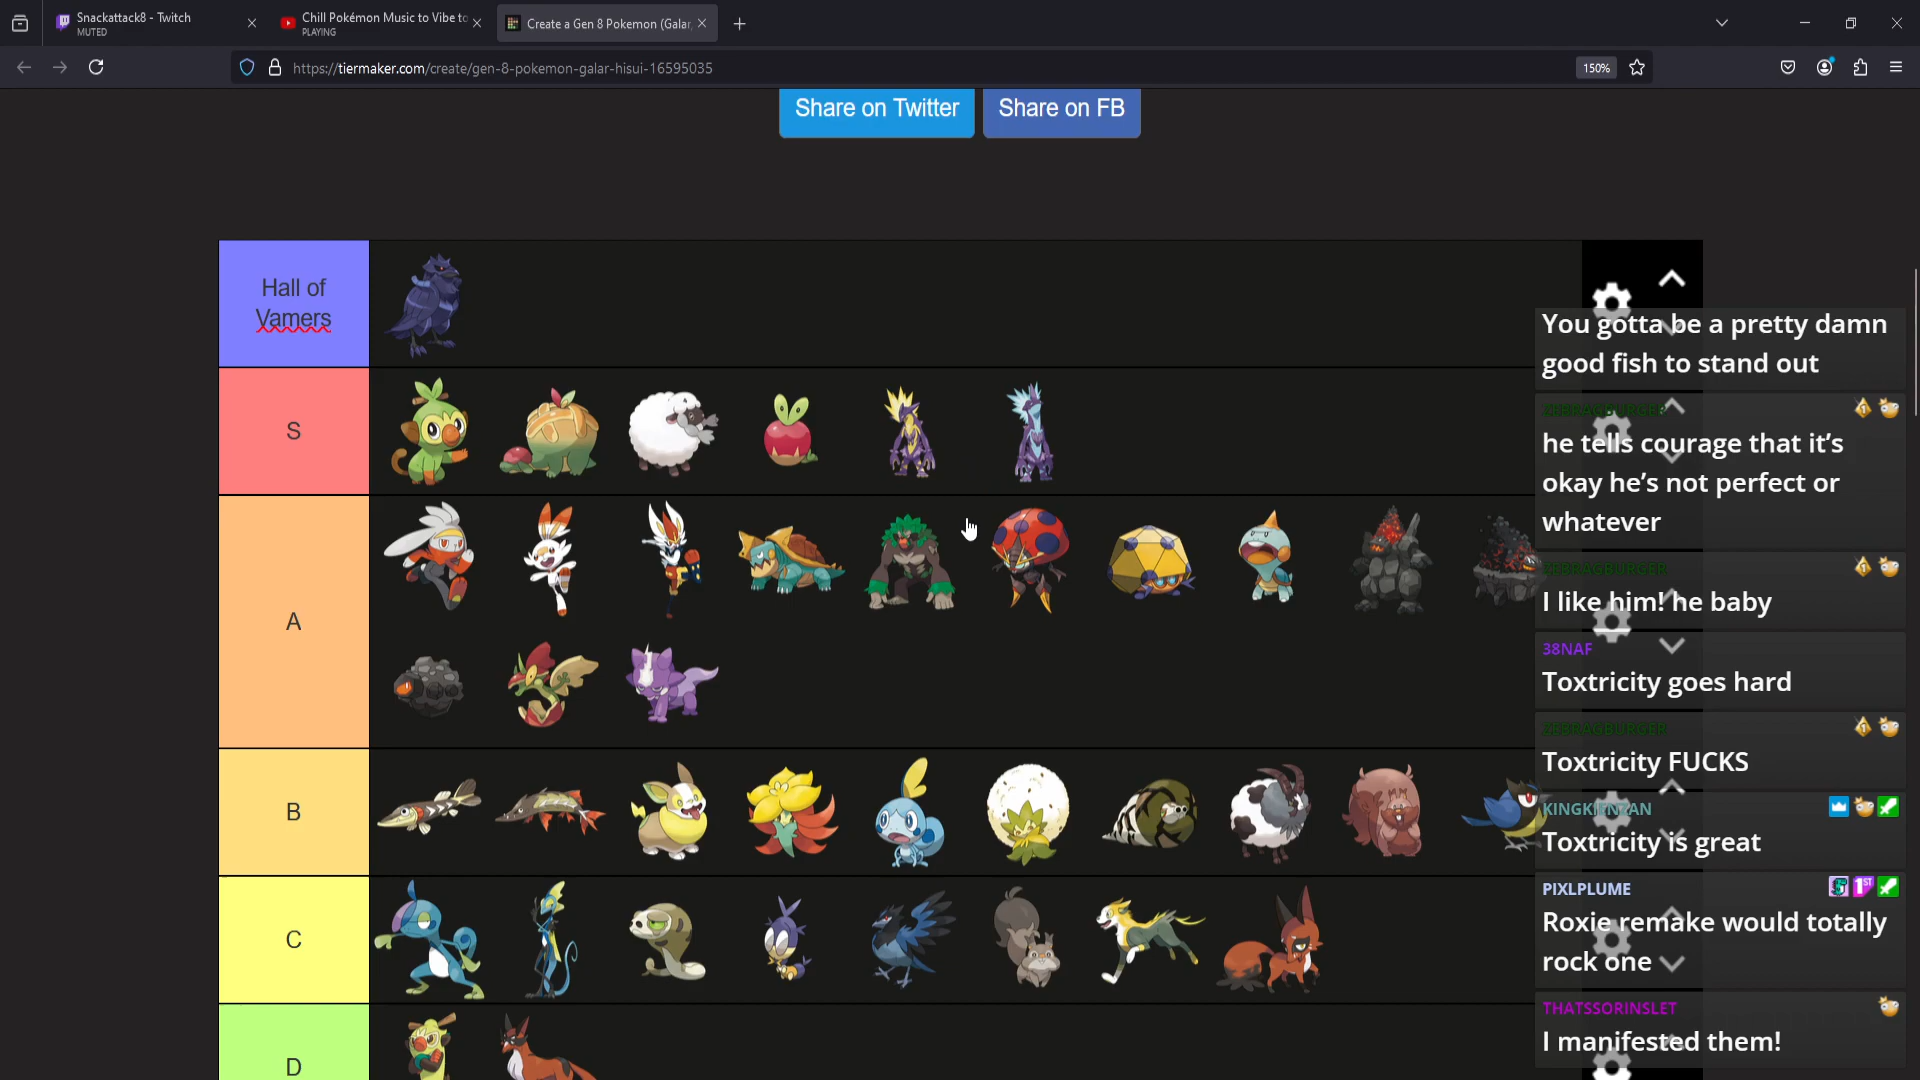 Snackattack8 - Twitch
MUTED
Chill Pokémon Music to Vibe to
PLAYING
Create a Gen 8 Pokemon (Galar,
https://tiermaker.com/create/gen-8-pokemon-galar-hisui-16595035
150%
Share on Twitter
Share on FB
Hall of
Vamers
S
A
B
C
D
You gotta be a pretty damn
good fish to stand out
he tells courage that it's
okay he's not perfect or
whatever
I like him! he baby
38NAF
Toxtricity goes hard
Toxtricity FUCKS
Toxtricity is great
PIXLPLUME
1ST
Roxie remake would totally
rock one
THATSSORINSLET
I manifested them!